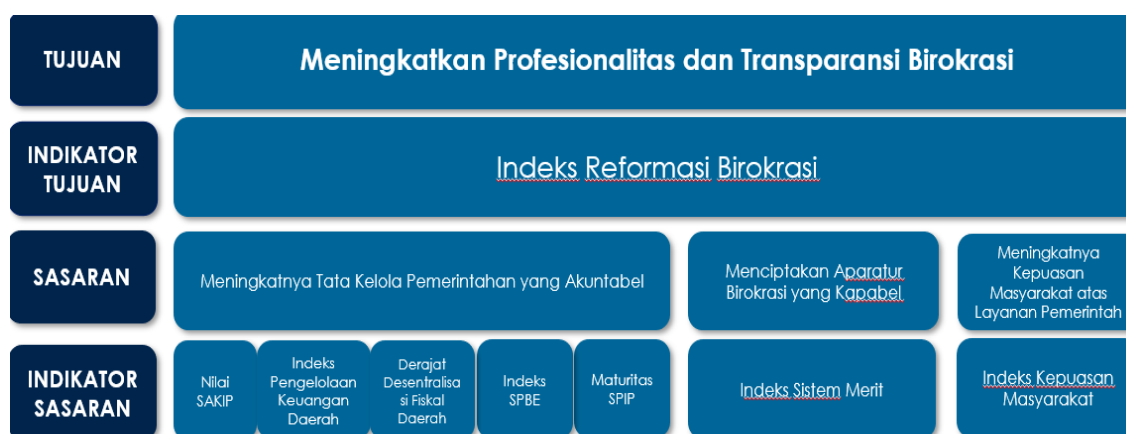 TUJUAN
Meningkatkan Profesionalitas dan Transparansi Birokrasi
INDIKATOR
TUJUAN
Indeks Reformasi Birokrasi
SASARAN
Meningkatnya Tata Kelola Pemerintahan yang Akuntabel
Menciptakan Aparatur
Birokrasi yang Kapabel
Meningkatnya
Kepuasan
Masyarakat atas
Layanan Pemerintah
INDIKATOR
SASARAN
Nilai
SAKIP
Indeks
Pengelolaan
Keuangan
Daerah
Derajat
Desentralisa
si Fiskal
Daerah
Indeks
SPBE
Maturitas
SPIP
Indeks Sistem Merit
Indeks Kepuasan
Masyarakat